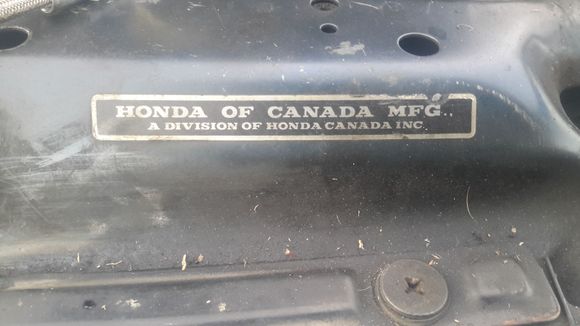 HONDA OF CANADA MFG.,
A DIVISION OF HONDA CANADA INC.